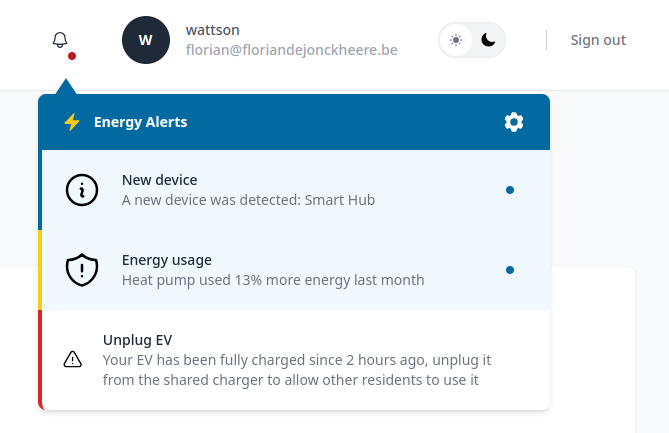 W
wattson
florian@floriandejonckheere.be
Sign out
Energy Alerts
New device
A new device was detected: Smart Hub
Energy usage
Heat pump used 13% more energy last month
Unplug EV
Your EV has been fully charged since 2 hours ago, unplug it
from the shared charger to allow other residents to use it